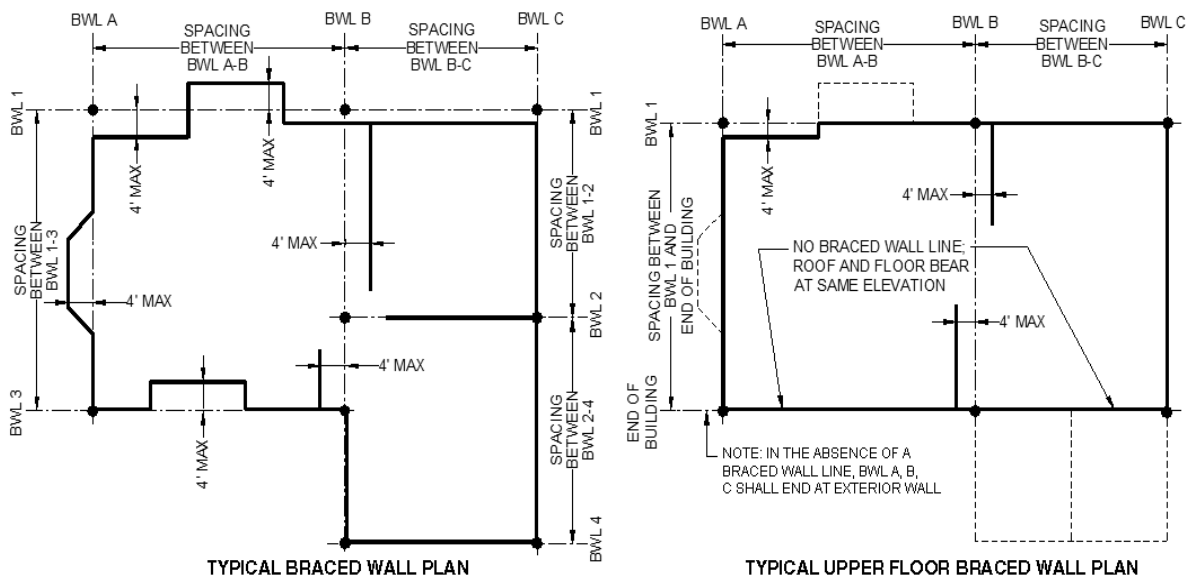 BWL A
BWL B
BWL C
SPACING
BETWEEN
BWL A-B
SPACING
BETWEEN
BWL B-C
BWL 1
BWL 1
4' MAX
4' MAX
SPACING
BETWEEN
BWL 1-3
4' MAX
4' MAX
SPACING
BETWEEN
BWL 1-2
BWL 2
4' MAX
BWL 3
4' MAX
SPACING
BETWEEN
BWL 2-4
BWL 4
TYPICAL BRACED WALL PLAN
BWL A
BWL B
BWL C
SPACING
BETWEEN
BWL A-B
SPACING
BETWEEN
BWL B-C
BWL 1
4' MAX
4' MAX
SPACING BETWEEN
BWL 1 AND
END OF BUILDING
NO BRACED WALL LINE;
ROOF AND FLOOR BEAR
AT SAME ELEVATION
4' MAX
END OF
BUILDING
NOTE: IN THE ABSENCE OF A
BRACED WALL LINE, BWL A, B,
C SHALL END AT EXTERIOR WALL
TYPICAL UPPER FLOOR BRACED WALL PLAN